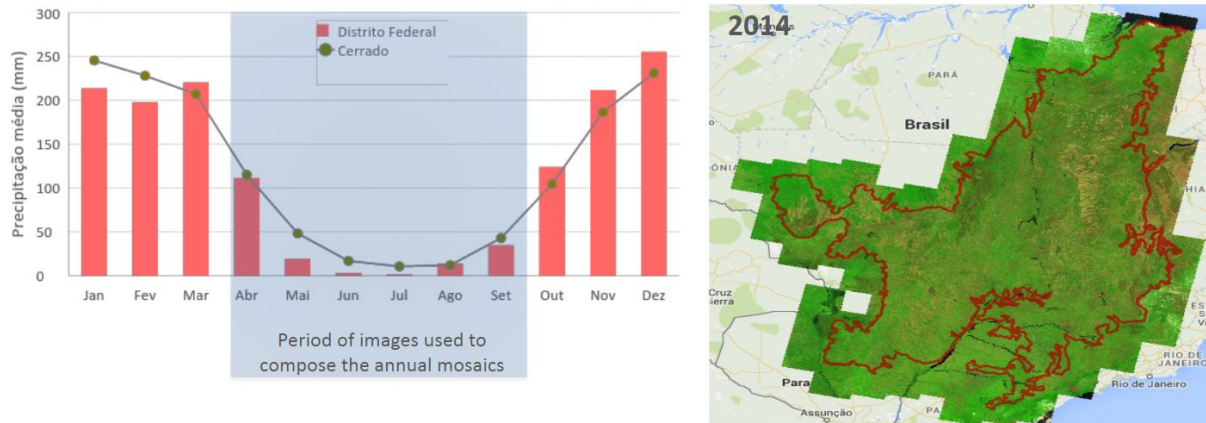 Precipitação média (mm)
300
250
200
150
100
50
0
Distrito Federal
Cerrado
Jan
Fev
Mar
Abr
Mai
Jun
Jul
Ago
Set
Out
Nov
Dez
Period of images used to
compose the annual mosaics
2014
PARÁ
Brasil
Cruz
ierra
Para
Assunção
PA
RIO DE
JANEIRO
Rio de Janeiro